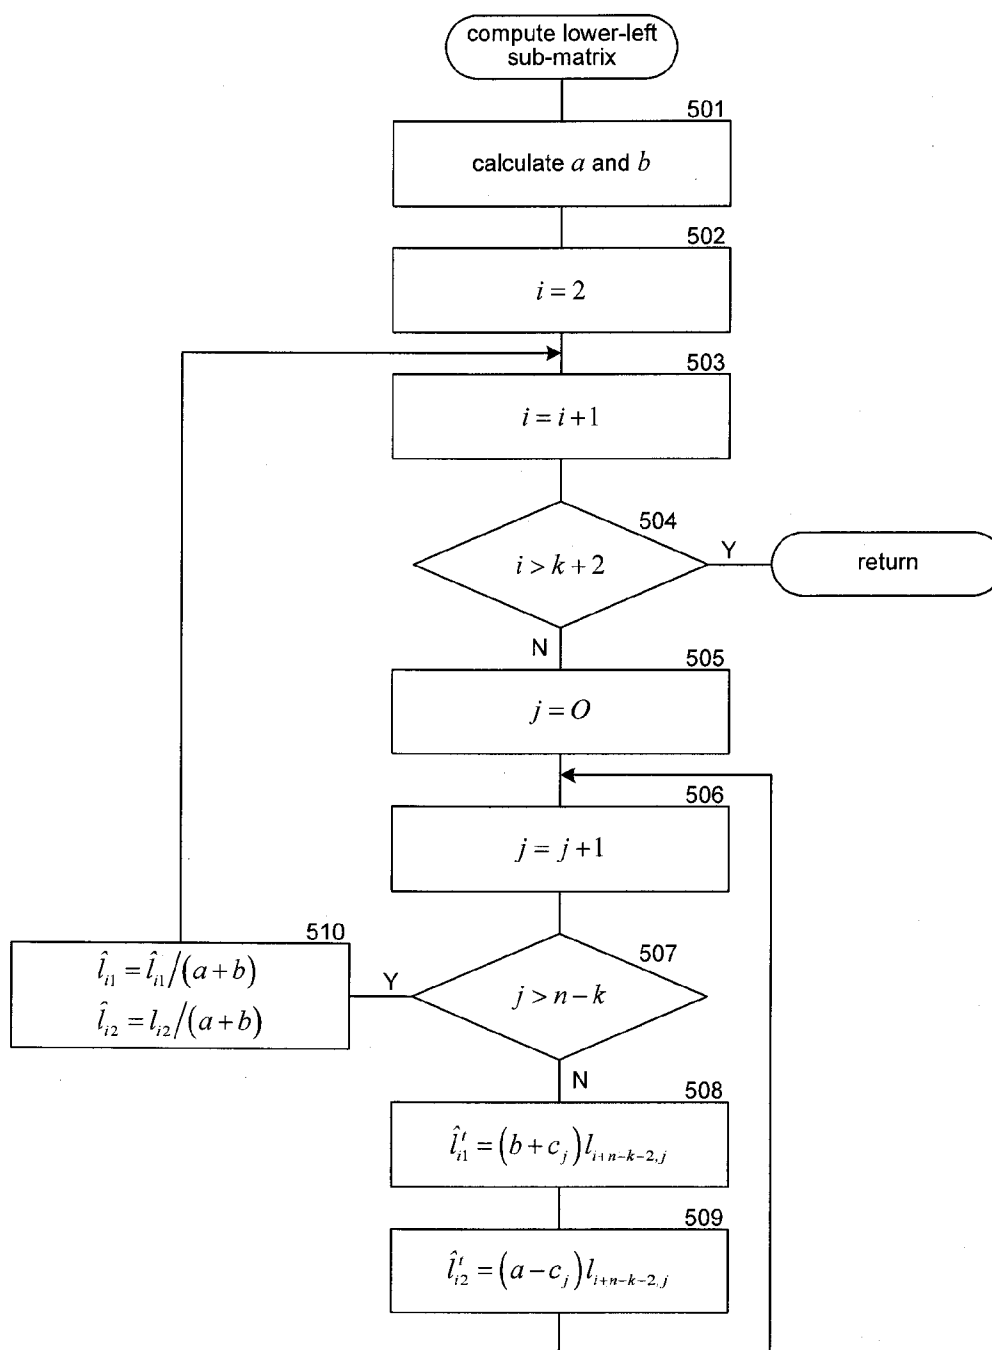 compute lower-left
sub-matrix
501
calculate a and b
502
i = 2
503
i = i + 1
504
i > k + 2
Y
return
N
505
j = O
506
j = j + 1
507
j > n − k
Y
510
l̂_{i1} = l̂_{i1}/(a + b)
l̂_{i2} = l_{i2}/(a + b)
N
508
l̂^t_{i1} = (b + c_j) l_{i+n−k−2,j}
509
l̂^t_{i2} = (a − c_j) l_{i+n−k−2,j}